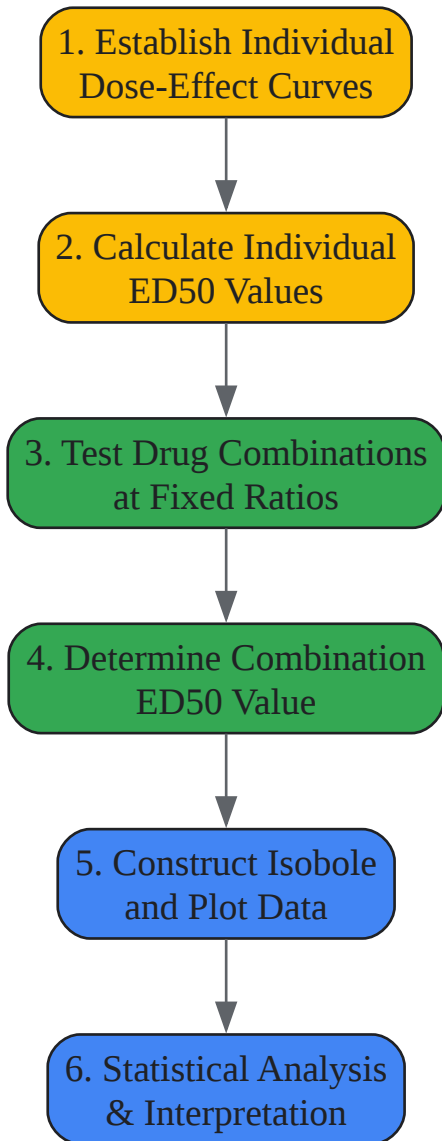 1. Establish Individual
Dose-Effect Curves
2. Calculate Individual
ED50 Values
3. Test Drug Combinations
at Fixed Ratios
4. Determine Combination
ED50 Value
5. Construct Isobole
and Plot Data
6. Statistical Analysis
& Interpretation